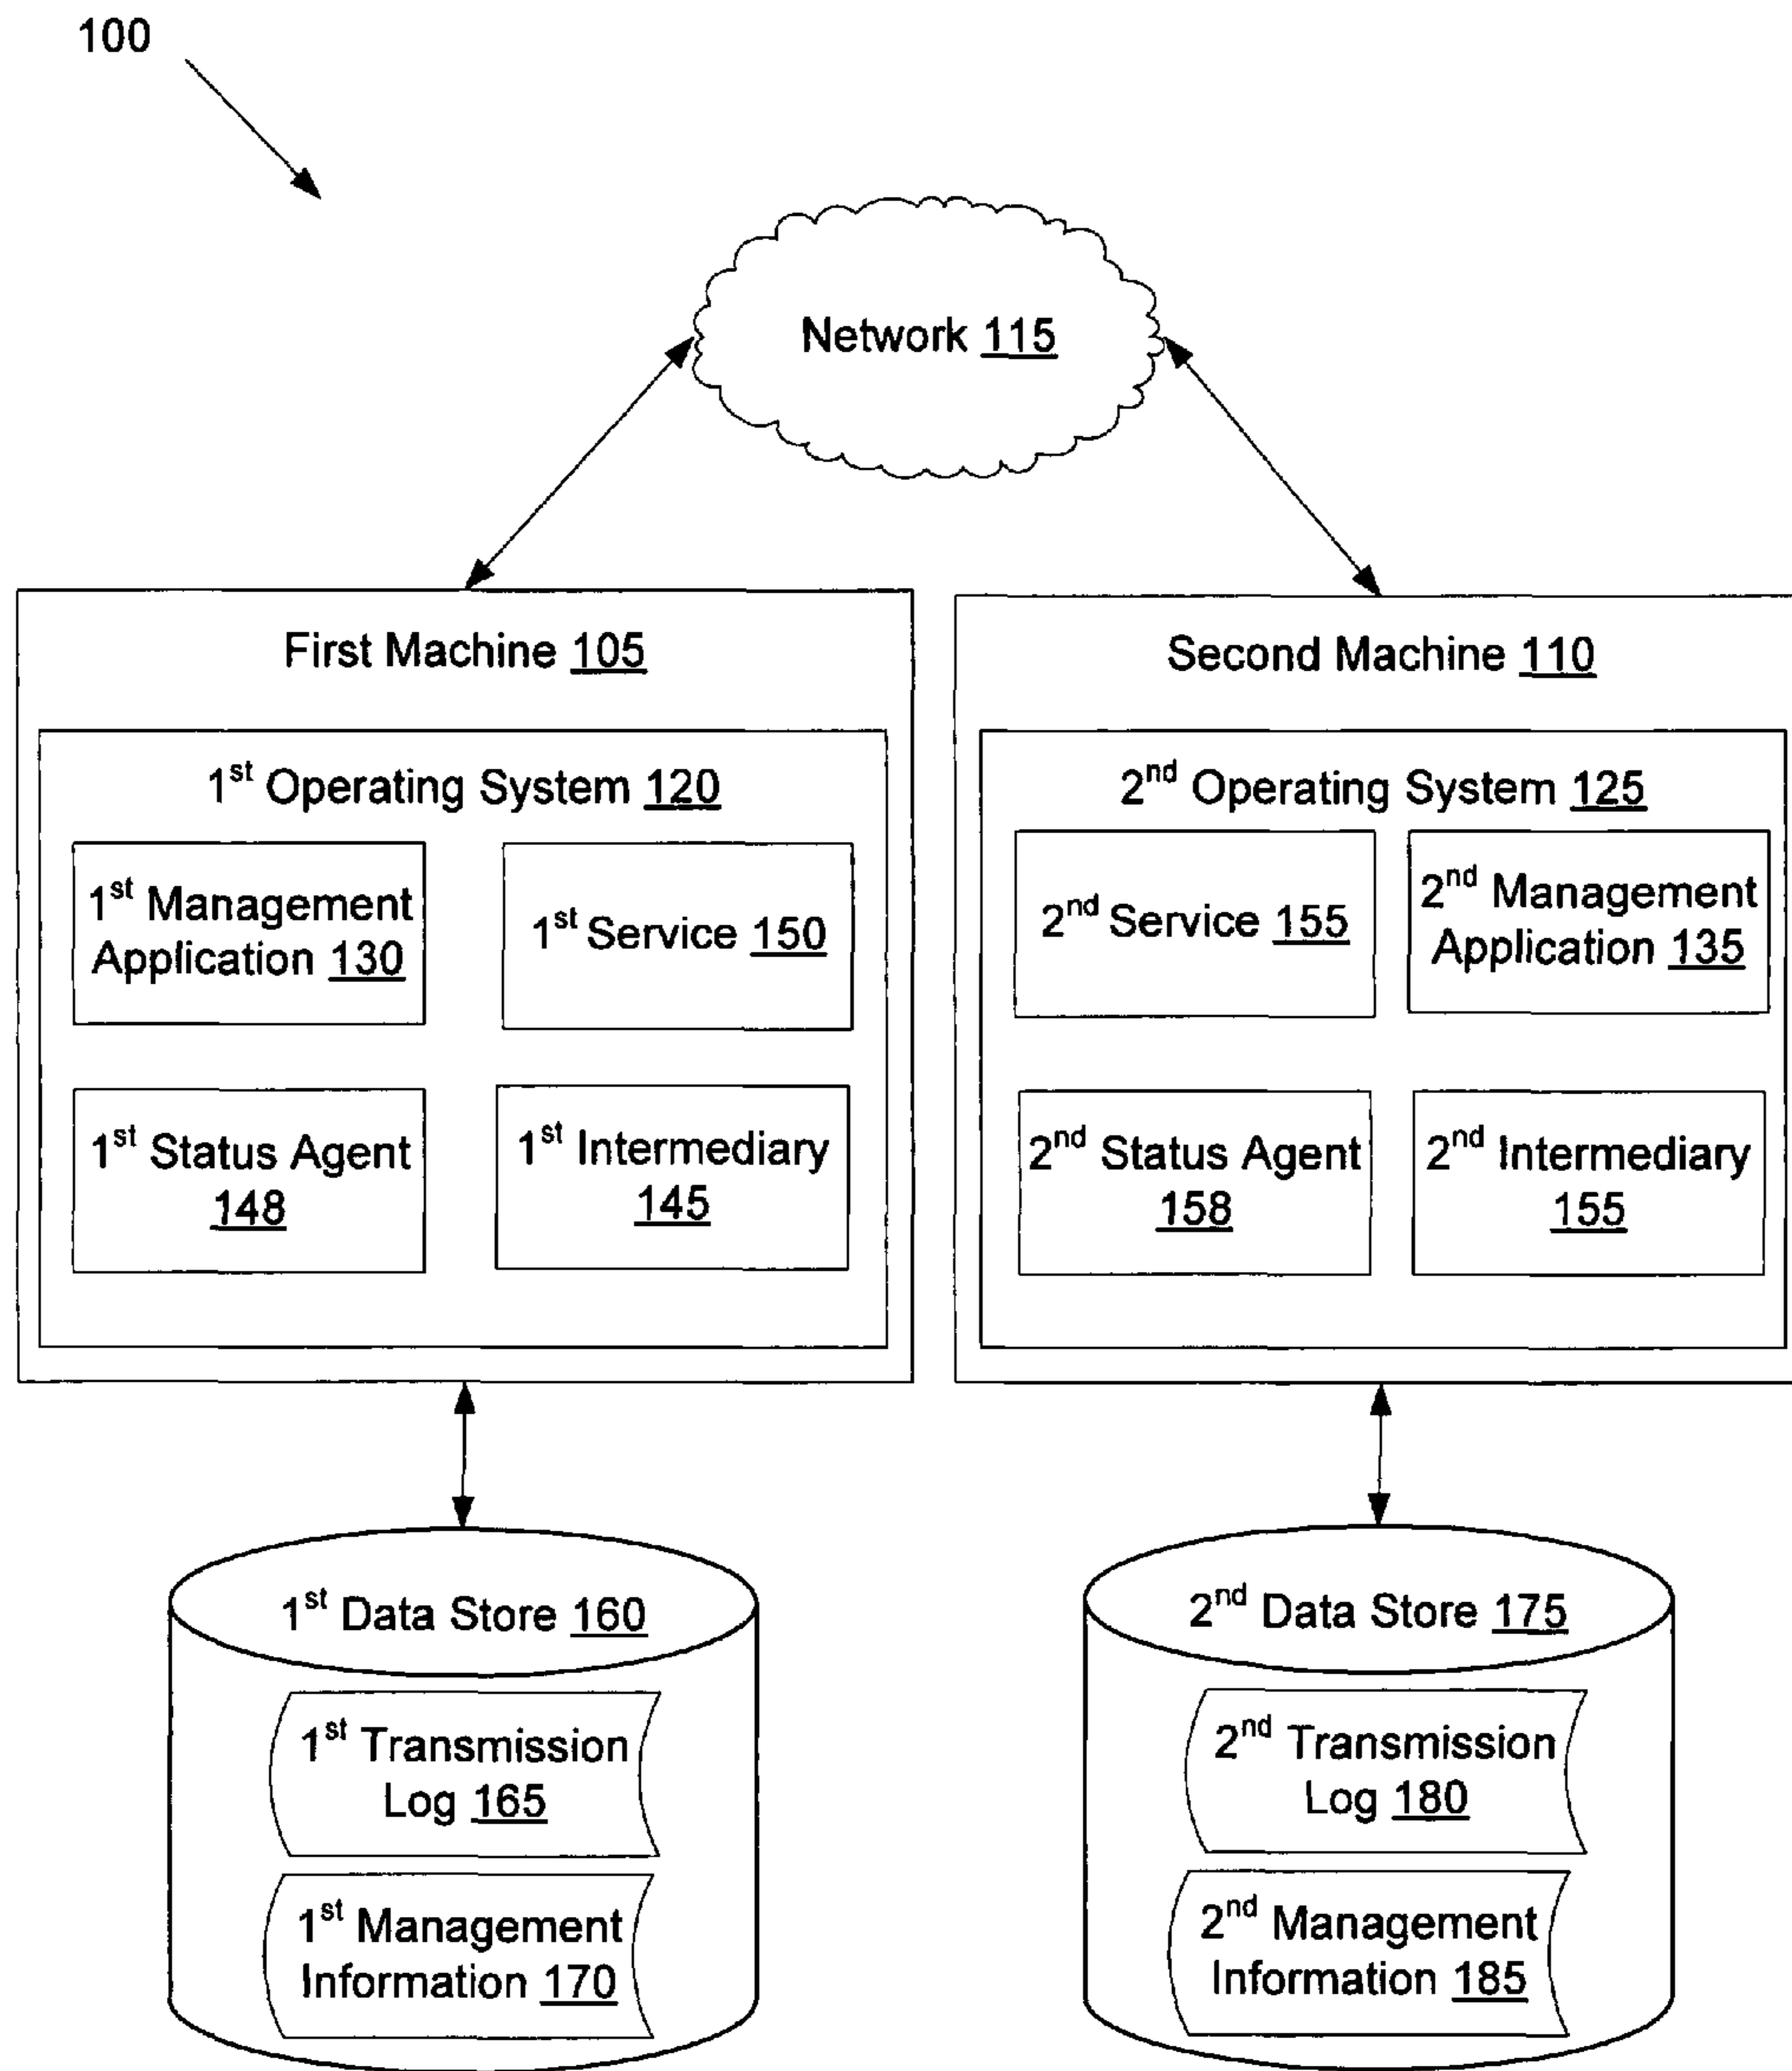 100
Network 115
First Machine 105
1st Operating System 120
1st Management
Application 130
1st Service 150
1st Status Agent
148
1st Intermediary
145
Second Machine 110
2nd Operating System 125
2nd Service 155
2nd Management
Application 135
2nd Status Agent
158
2nd Intermediary
155
1st Data Store 160
1st Transmission
Log 165
1st Management
Information 170
2nd Data Store 175
2nd Transmission
Log 180
2nd Management
Information 185